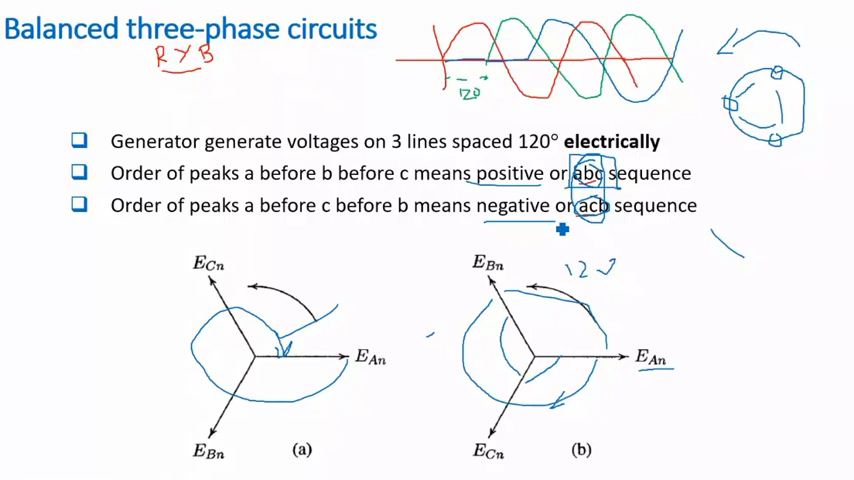 Balanced three-phase circuits
R Y B
120
Generator generate voltages on 3 lines spaced 120° electrically
Order of peaks a before b before c means positive or abc sequence
Order of peaks a before c before b means negative or acb sequence
E_Cn
E_An
E_Bn
(a)
E_Bn
E_An
E_Cn
(b)